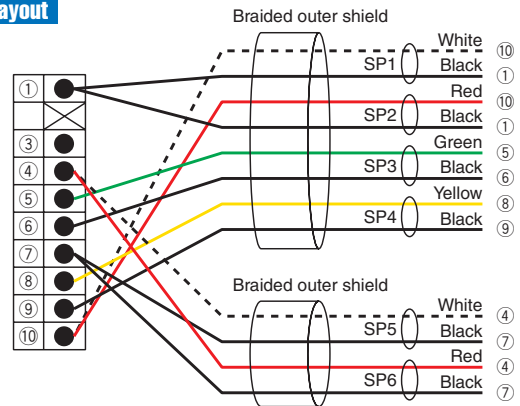 ayout
Braided outer shield
White ⑩
SP1 Black ①
Red ⑩
SP2 Black ①
Green ⑤
SP3 Black ⑥
Yellow ⑧
SP4 Black ⑨
①
③
④
⑤
⑥
⑦
⑧
⑨
⑩
Braided outer shield
White ④
SP5 Black ⑦
Red ④
SP6 Black ⑦